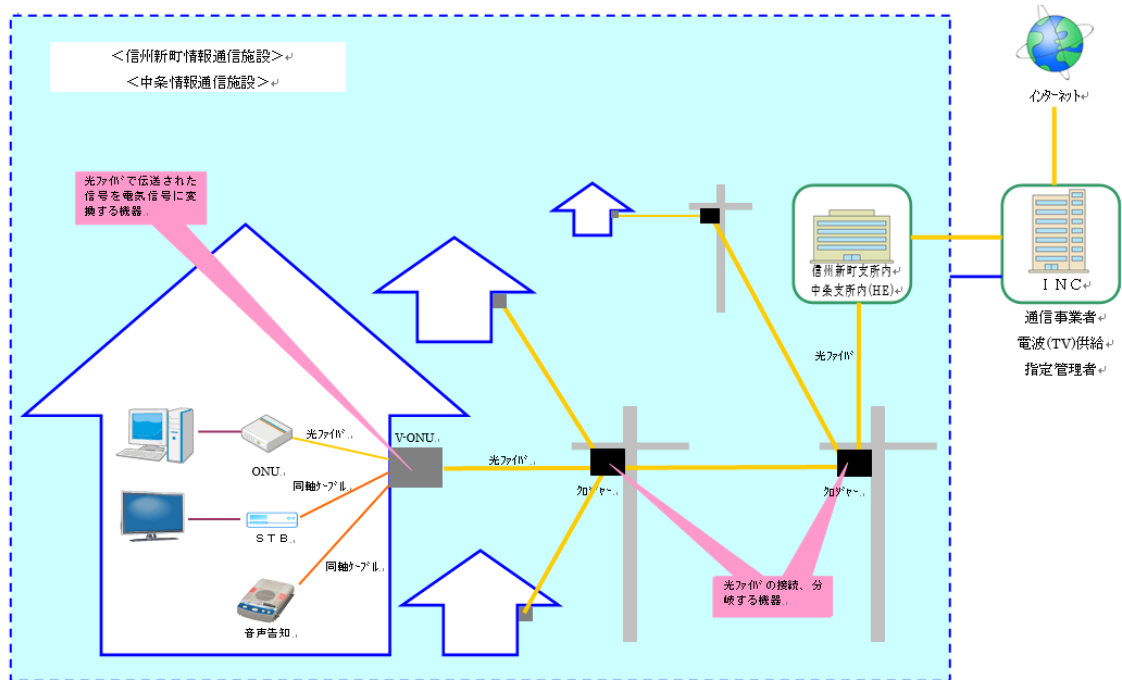 ＜信州新町情報通信施設＞
＜中条情報通信施設＞
インターネット
光ファイバで伝送された
信号を電気信号に変
換する機器
信州新町支所内
中条支所内(HE)
ＩＮＣ
通信事業者
電波(TV)供給
指定管理者
光ファイバ
V-ONU
光ファイバ
ONU
光ファイバ
クロジャー
クロジャー
同軸ケーブル
ＳＴＢ
同軸ケーブル
音声告知
光ファイバの接続、分
岐する機器